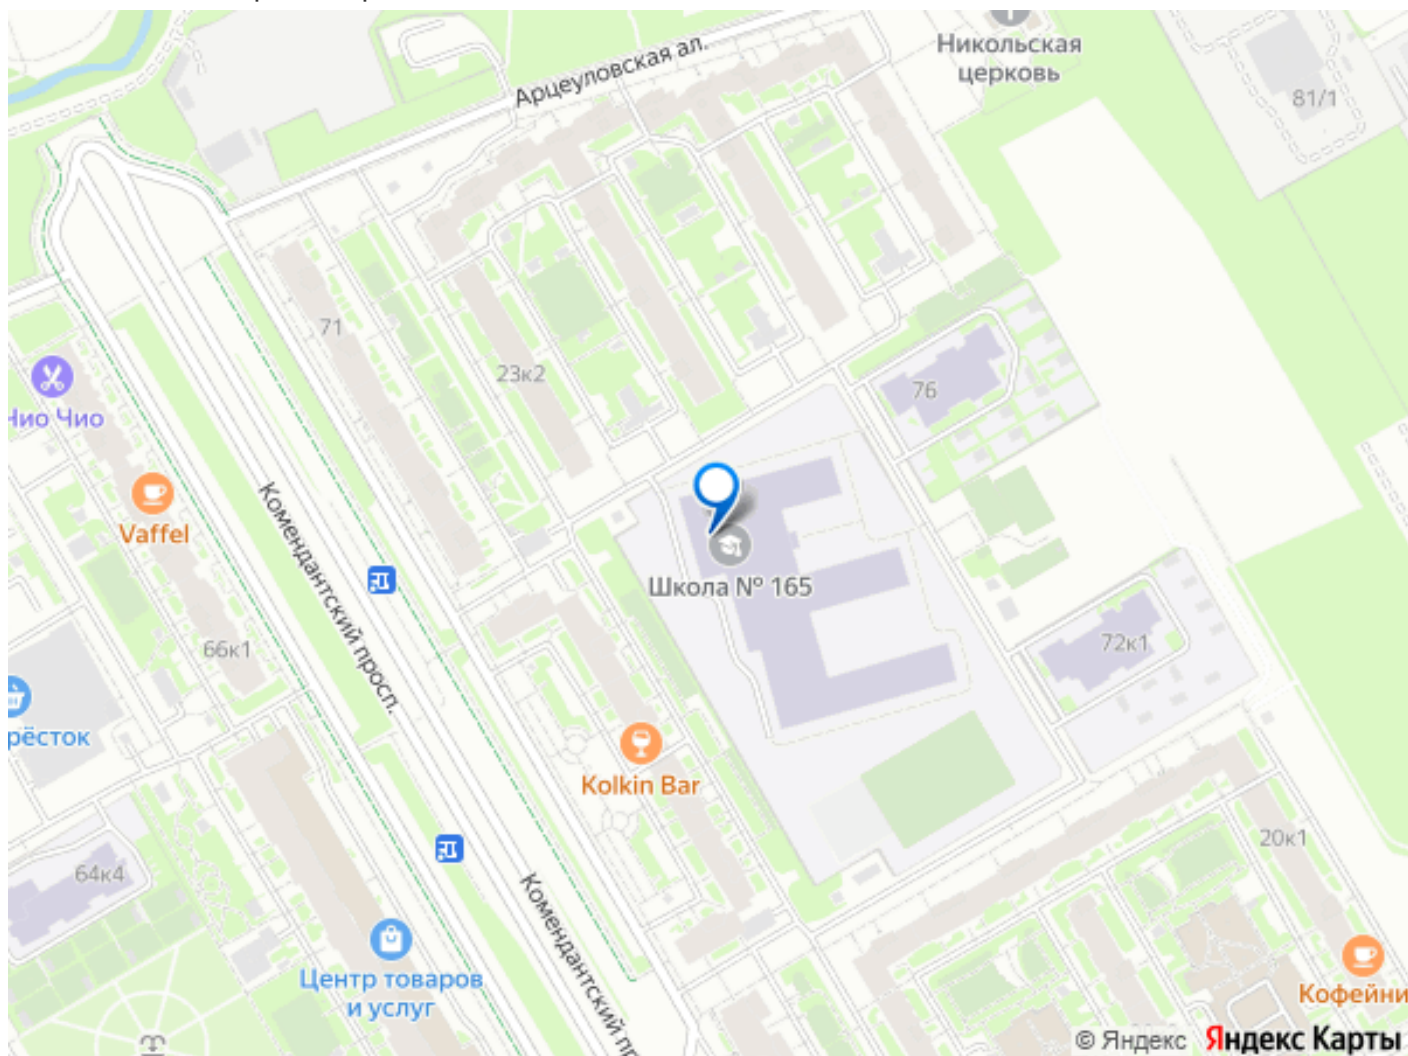 Арцеуловская ал.
Никольская
церковь
81/1
71
23к2
76
Чио Чио
Vaffel
Комендантский просп.
Школа № 165
66к1
72к1
рёсток
Kolkin Bar
64к4
20к1
Комендантский пр
Центр товаров
и услуг
Кофейни
© Яндекс Яндекс Карты